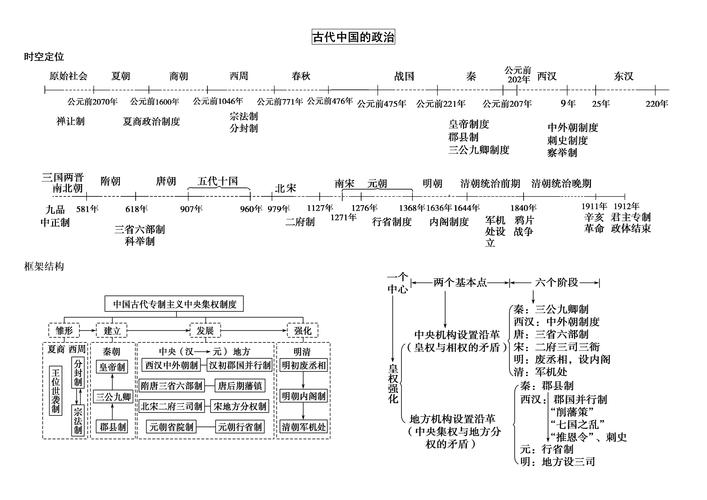 古代中国的政治
时空定位
原始社会 夏朝 商朝 西周 春秋 战国 秦 公元前202年 西汉 东汉
公元前2070年 公元前1600年 公元前1046年 公元前771年 公元前476年 公元前475年 公元前221年 公元前207年 9年 25年 220年
禅让制 夏商政治制度 宗法制 分封制 皇帝制度 郡县制 三公九卿制度 中外朝制度 刺史制度 察举制
三国两晋南北朝 隋朝 唐朝 五代十国 北宋 南宋 元朝 明朝 清朝统治前期 清朝统治晚期
581年 618年 907年 960年 979年 1127年 1271年 1276年 1368年 1636年 1644年 1840年 1911年 1912年
九品中正制 三省六部制 科举制 二府制 行省制度 内阁制度 军机处设立 鸦片战争 辛亥革命 君主专制政体结束
框架结构
中国古代专制主义中央集权制度
雏形 建立 发展 强化
夏商 西周 秦朝 中央（汉→元）地方 明清
王位世袭制 分封制 宗法制
皇帝制 三公九卿 郡县制
西汉中外朝制 汉初郡国并行制
隋唐三省六部制 唐后期藩镇
北宋二府三司制 宋地方分权制
元朝省院制 元朝行省制
明初废丞相
明朝内阁制
清朝军机处
一个中心 两个基本点 六个阶段
皇权强化
中央机构设置沿革
（皇权与相权的矛盾）
秦：三公九卿制
西汉：中外朝制度
唐：三省六部制
宋：二府三司三衙
明：废丞相，设内阁
清：军机处
地方机构设置沿革
（中央集权与地方分
权的矛盾）
秦：郡县制
西汉：郡国并行制
“削藩策”
“七国之乱”
“推恩令”、刺史
元：行省制
明：地方设三司